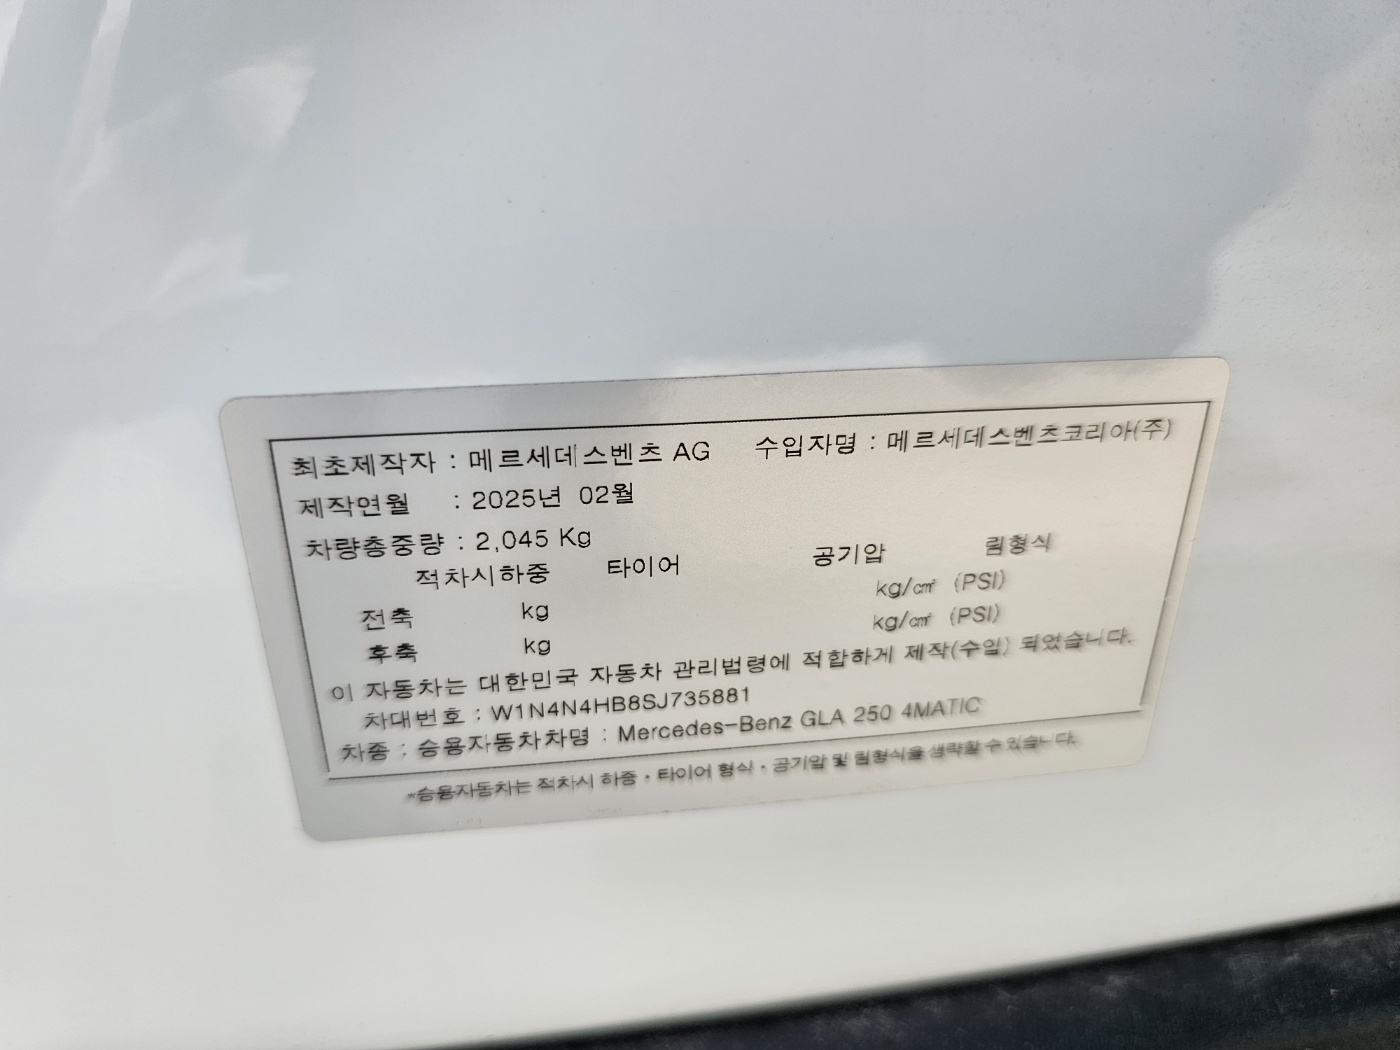 최초제작자 : 메르세데스벤츠 AG 수입자명 : 메르세데스벤츠코리아(주)
제작연월 : 2025년 02월
차량총중량 : 2,045 Kg
적차시하중 타이어 공기압 림형식
전축 kg kg/㎠ (PSI)
후축 kg kg/㎠ (PSI)
이 자동차는 대한민국 자동차 관리법령에 적합하게 제작(수입) 되었습니다.
차대번호 : W1N4N4HB8SJ735881
차종 : 승용자동차차명 : Mercedes-Benz GLA 250 4MATIC
*승용자동차는 적차시 하중·타이어 형식·공기압 및 림형식을 생략할 수 있습니다.